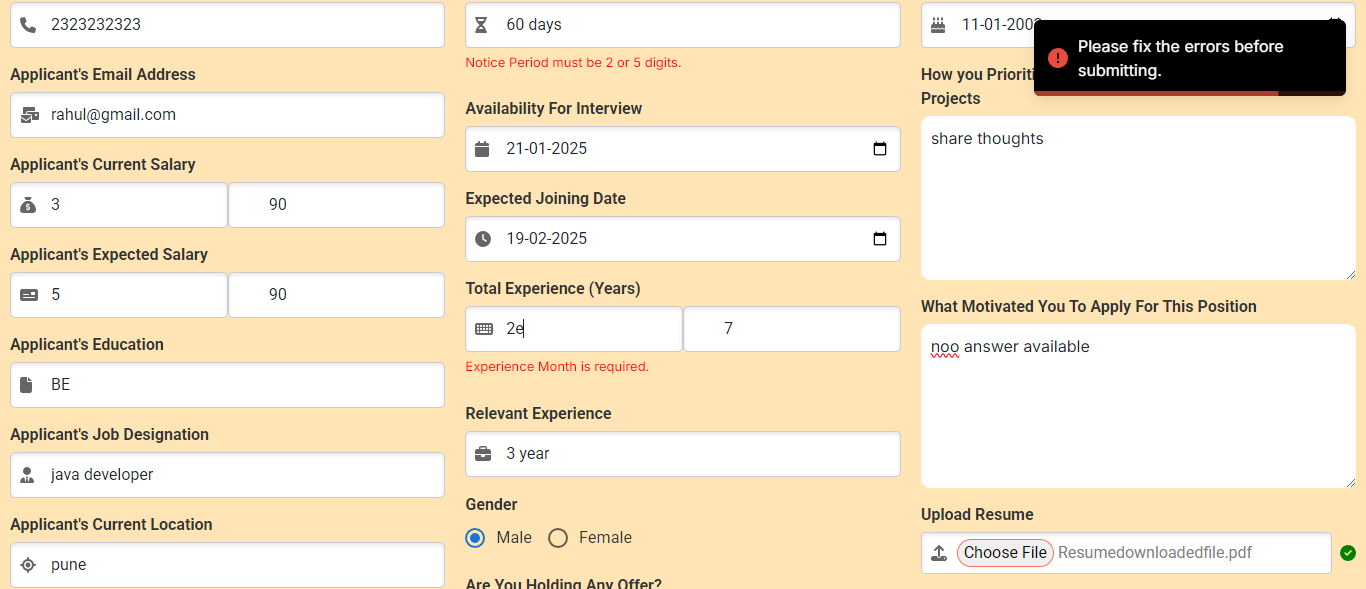 2323232323
Applicant's Email Address
rahul@gmail.com
Applicant's Current Salary
3 90
Applicant's Expected Salary
5 90
Applicant's Education
BE
Applicant's Job Designation
java developer
Applicant's Current Location
pune
60 days
Notice Period must be 2 or 5 digits.
Availability For Interview
21-01-2025
Expected Joining Date
19-02-2025
Total Experience (Years)
2e 7
Experience Month is required.
Relevant Experience
3 year
Gender
Male Female
Are You Holding Any Offer?
11-01-200
Please fix the errors before
submitting.
How you
Projects
share thoughts
What Motivated You To Apply For This Position
noo answer available
Upload Resume
Choose File Resumedownloadedfile.pdf